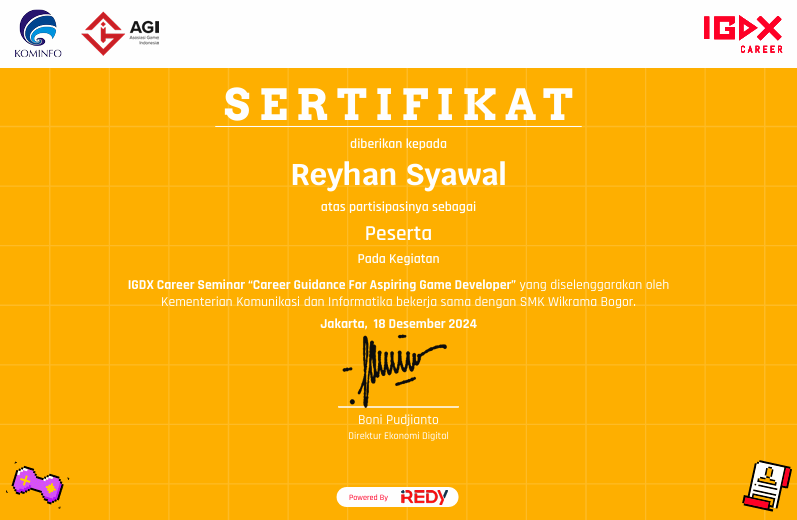 KOMINFO
AGI
Asosiasi Game
Indonesia
IGDX
CAREER
SERTIFIKAT
diberikan kepada
Reyhan Syawal
atas partisipasinya sebagai
Peserta
Pada Kegiatan
IGDX Career Seminar “Career Guidance For Aspiring Game Developer” yang diselenggarakan oleh
Kementerian Komunikasi dan Informatika bekerja sama dengan SMK Wikrama Bogor.
Jakarta, 18 Desember 2024
Boni Pudjianto
Direktur Ekonomi Digital
Powered By iREDY